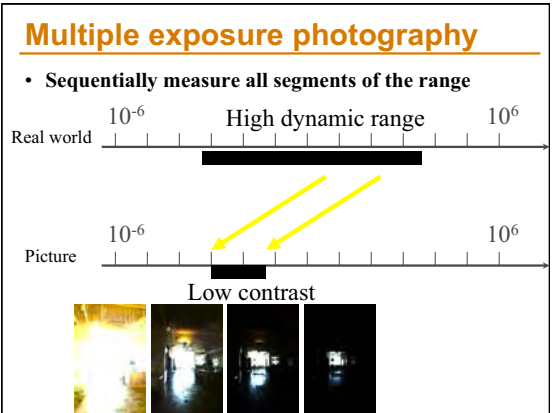 Multiple exposure photography
• Sequentially measure all segments of the range
10⁻⁶ High dynamic range 10⁶
Real world
10⁻⁶ 10⁶
Picture
Low contrast